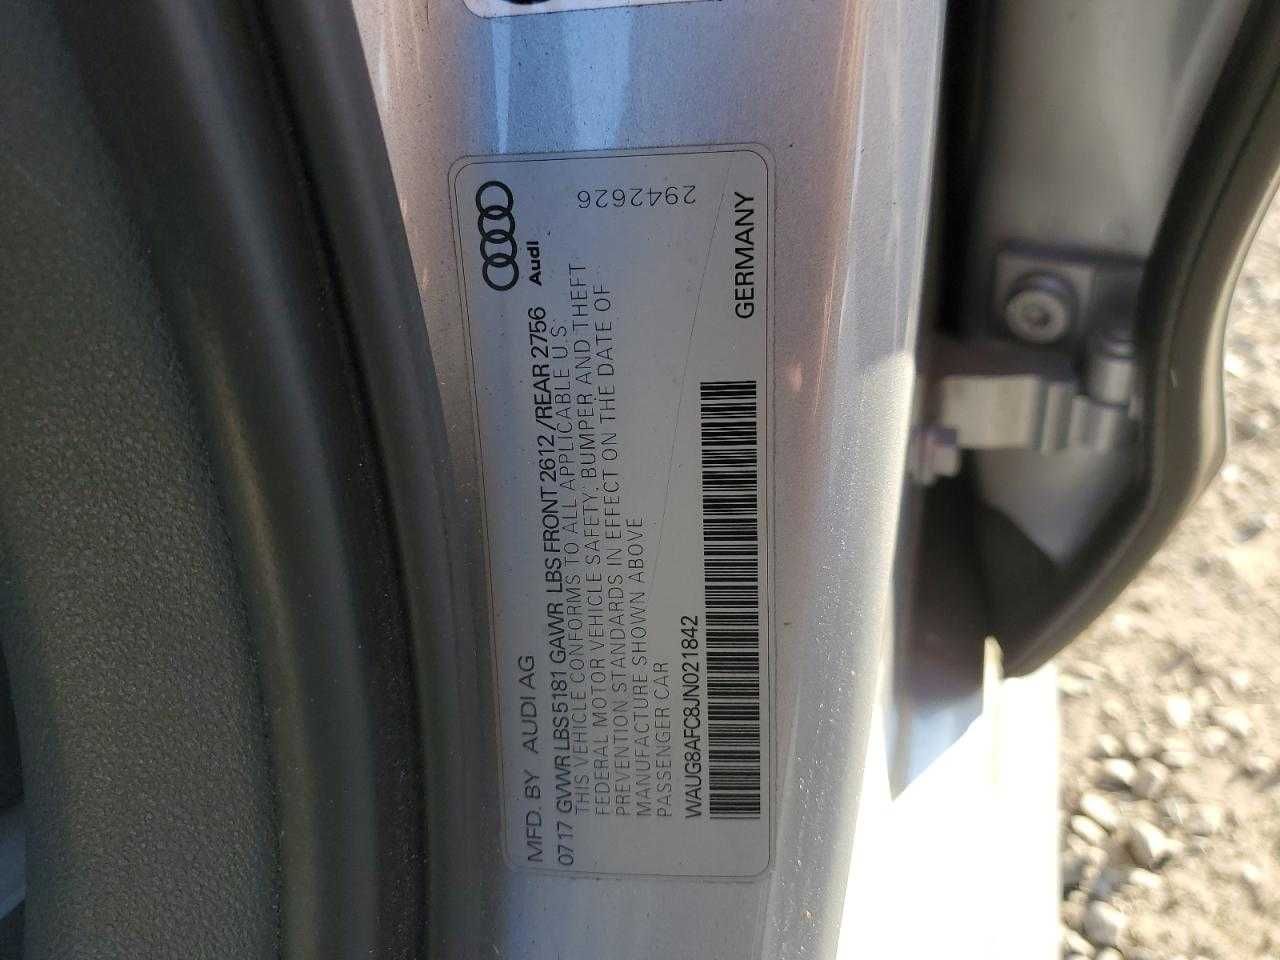 MFD. BY AUDI AG
Audi
07 17 GVWR LBS 5181 GAWR LBS FRONT 2612 / REAR 2756
THIS VEHICLE CONFORMS TO ALL APPLICABLE U.S.
FEDERAL MOTOR VEHICLE SAFETY, BUMPER AND THEFT
PREVENTION STANDARDS IN EFFECT ON THE DATE OF
MANUFACTURE SHOWN ABOVE
PASSENGER CAR
2942626
WAUG8AFC8JN021842
GERMANY